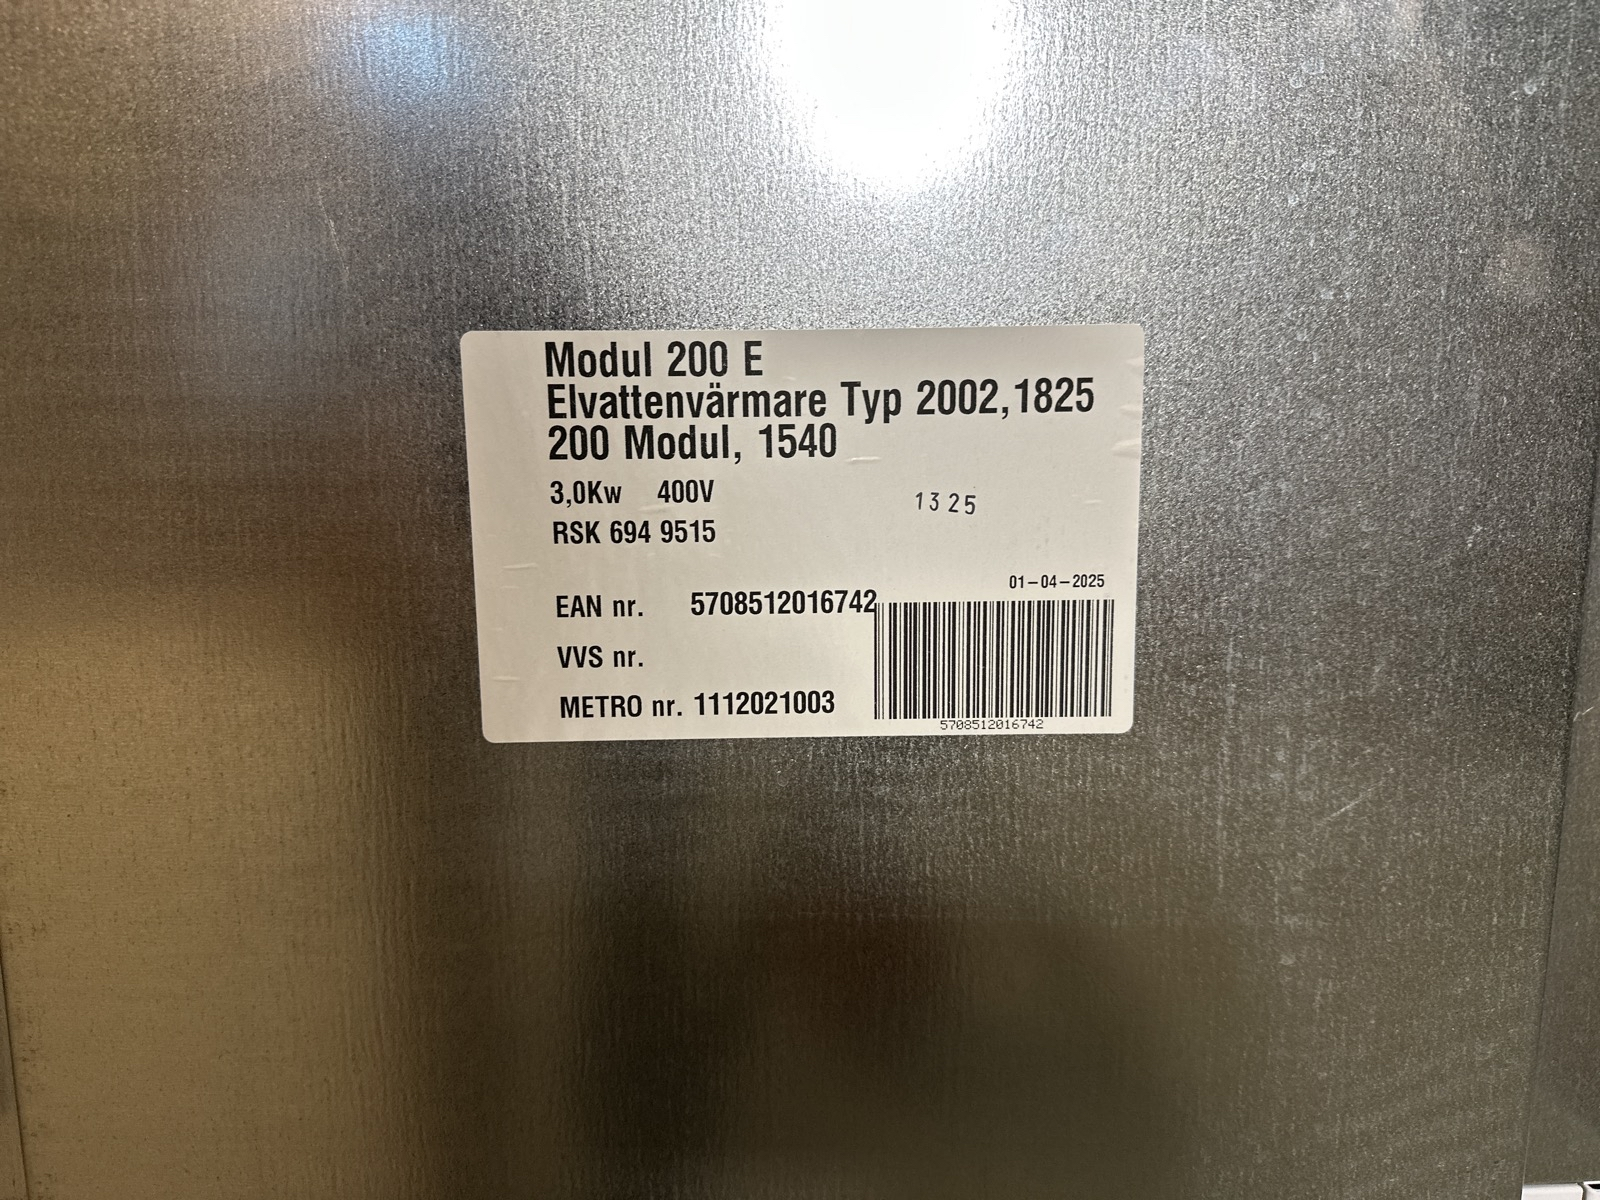 Modul 200 E
Elvattenvärmare Typ 2002,1825
200 Modul, 1540
3,0Kw 400V
1325
RSK 694 9515
01-04-2025
EAN nr. 5708512016742
VVS nr.
METRO nr. 1112021003
5708512016742